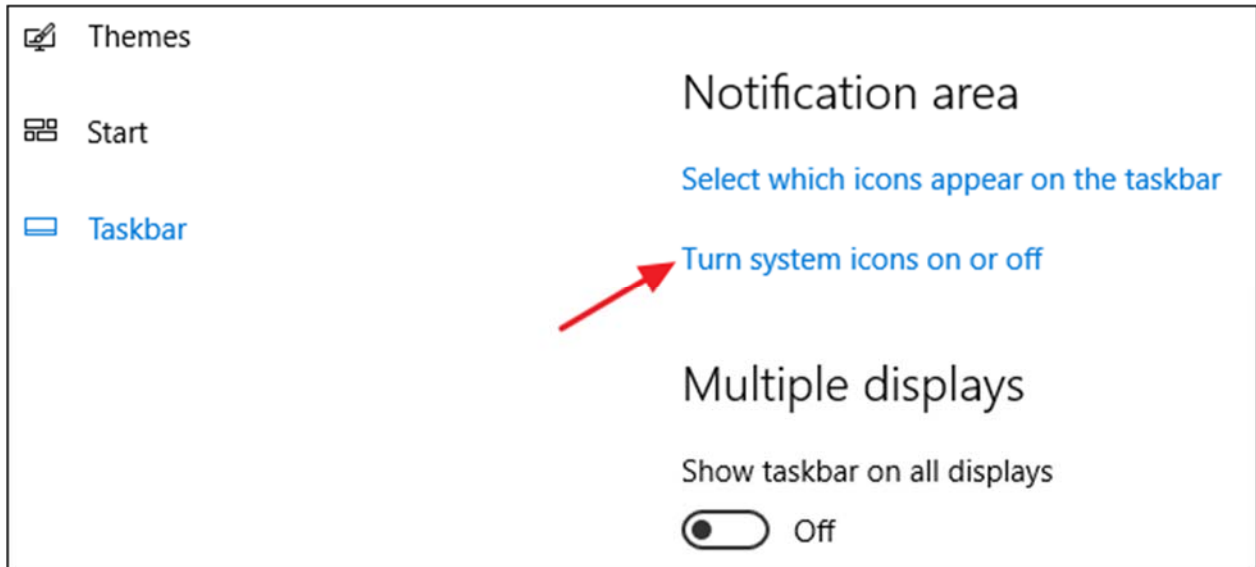 Themes
Start
Taskbar
Notification area
Select which icons appear on the taskbar
Turn system icons on or off
Multiple displays
Show taskbar on all displays
Off